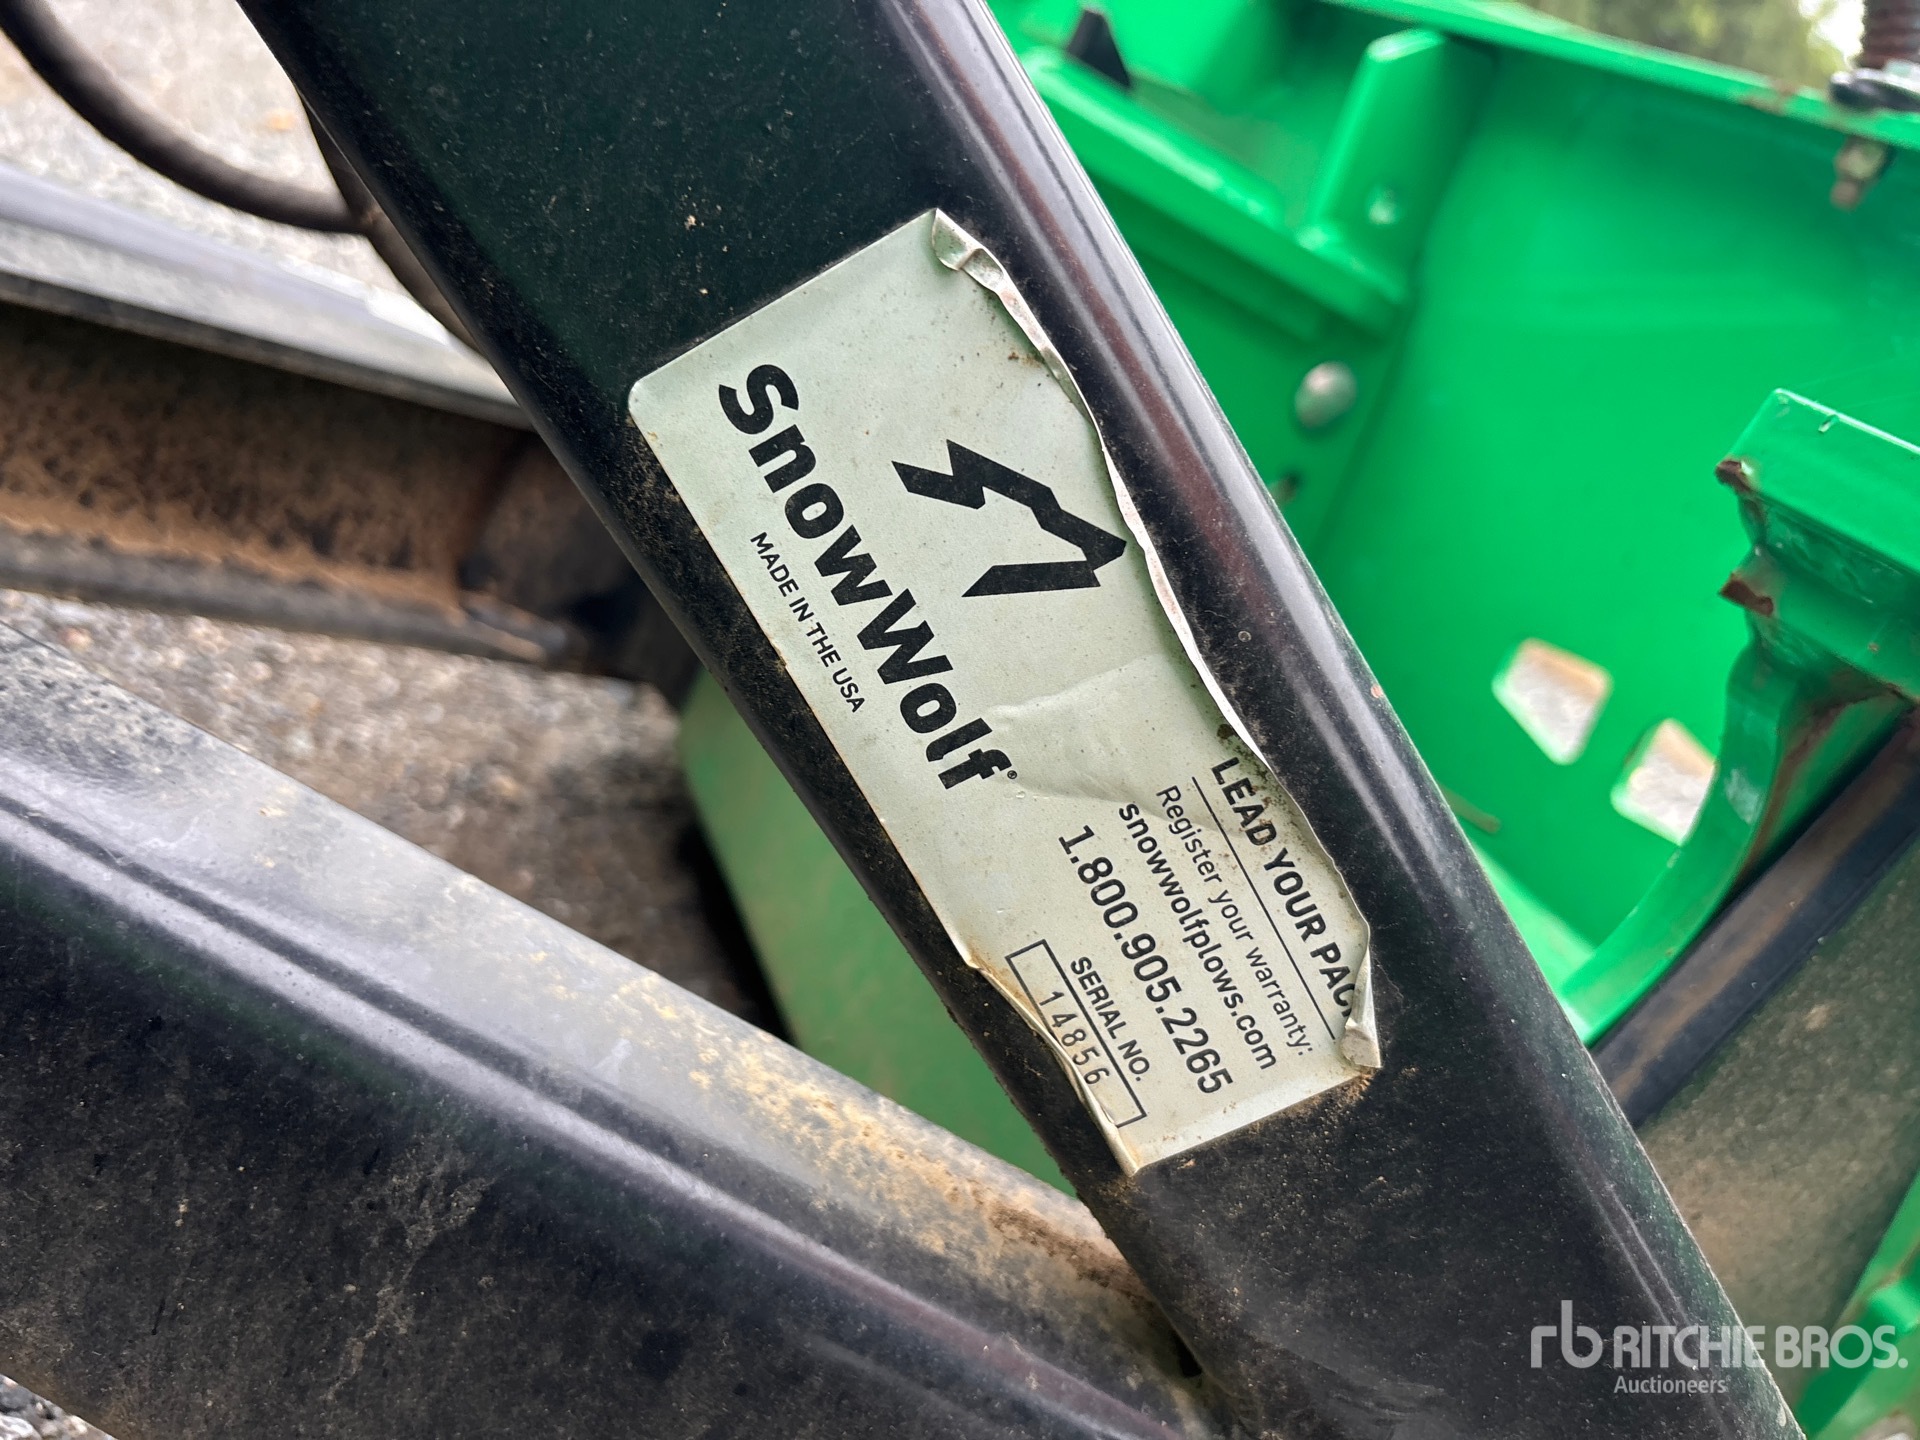 SnowWolf®
MADE IN THE USA
LEAD YOUR PAC
Register your warranty:
snowwolfplows.com
1.800.905.2265
SERIAL NO.
14856
rb RITCHIE BROS.
Auctioneers